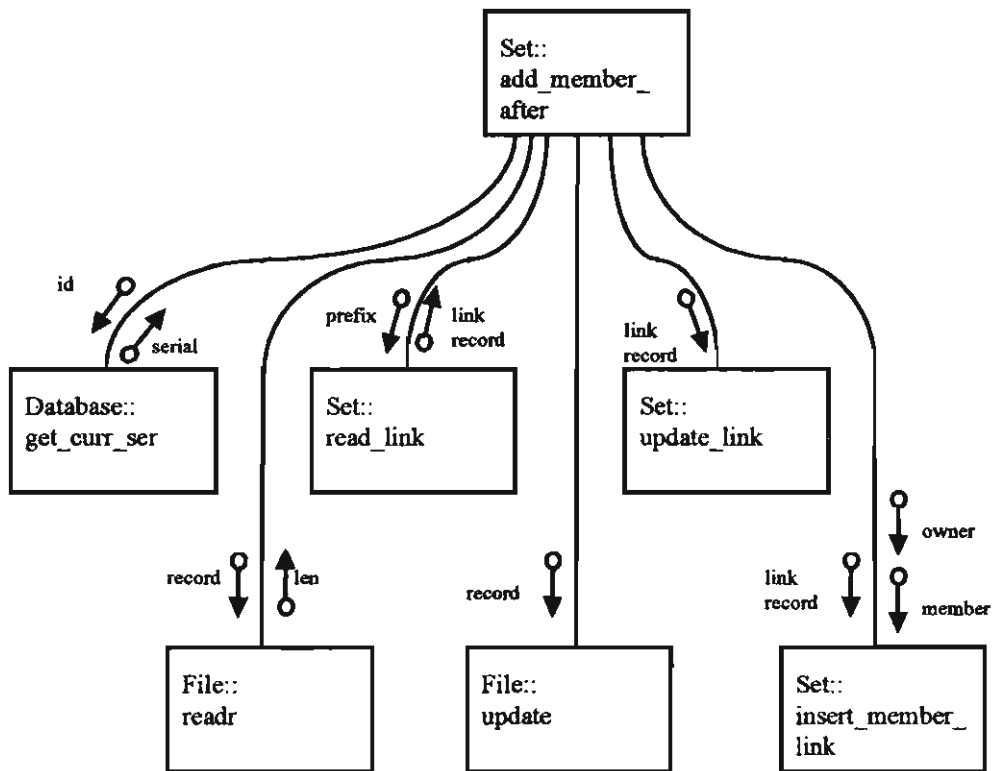 Set::
add_member_
after
id
serial
prefix
link
record
link
record
Database::
get_curr_ser
Set::
read_link
Set::
update_link
record
len
record
link
record
owner
member
File::
readr
File::
update
Set::
insert_member_
link